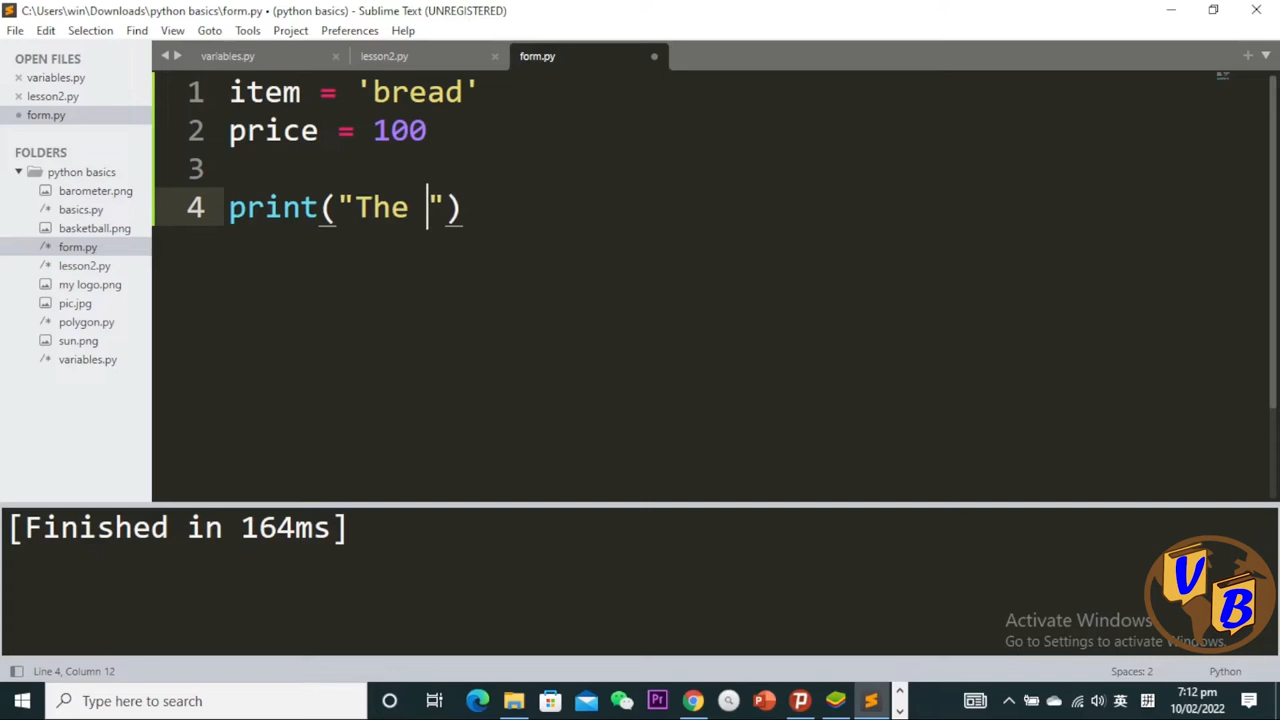 C:\Users\win\Downloads\python basics\form.py • (python basics) - Sublime Text (UNREGISTERED)
File Edit Selection Find View Goto Tools Project Preferences Help
OPEN FILES
variables.py
lesson2.py
form.py
FOLDERS
python basics
barometer.png
basics.py
basketball.png
form.py
lesson2.py
my logo.png
pic.jpg
polygon.py
sun.png
variables.py
variables.py lesson2.py form.py
1 item = 'bread'
2 price = 100
3
4 print("The ")
[Finished in 164ms]
V
B
Activate Windows
Go to Settings to activate Windows.
Line 4, Column 12 Spaces: 2 Python
Type here to search
英
拼
7:12 pm
10/02/2022